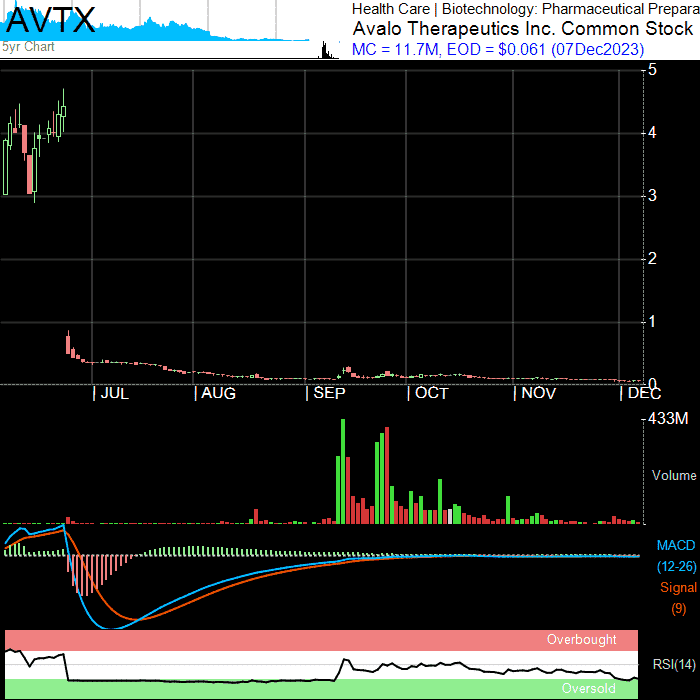 AVTX
Health Care | Biotechnology: Pharmaceutical Prepara
Avalo Therapeutics Inc. Common Stock
5yr Chart
MC = 11.7M, EOD = $0.061 (07Dec2023)
5
4
3
2
1
0
JUL
AUG
SEP
OCT
NOV
DEC
433M
Volume
MACD
(12-26)
Signal
(9)
Overbought
RSI(14)
Oversold